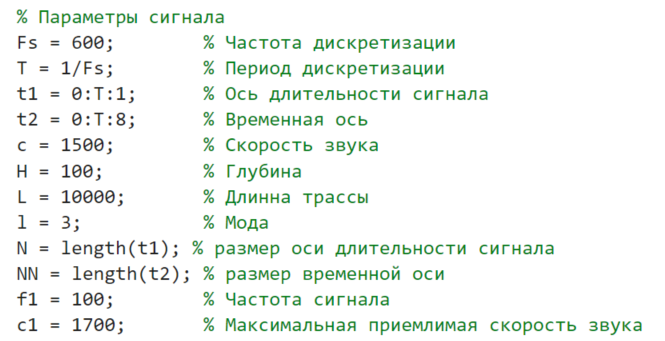 % Параметры сигнала
Fs = 600; % Частота дискретизации
T = 1/Fs; % Период дискретизации
t1 = 0:T:1; % Ось длительности сигнала
t2 = 0:T:8; % Временная ось
c = 1500; % Скорость звука
H = 100; % Глубина
L = 10000; % Длинна трассы
l = 3; % Мода
N = length(t1); % размер оси длительности сигнала
NN = length(t2); % размер временной оси
f1 = 100; % Частота сигнала
c1 = 1700; % Максимальная приемлимая скорость звука